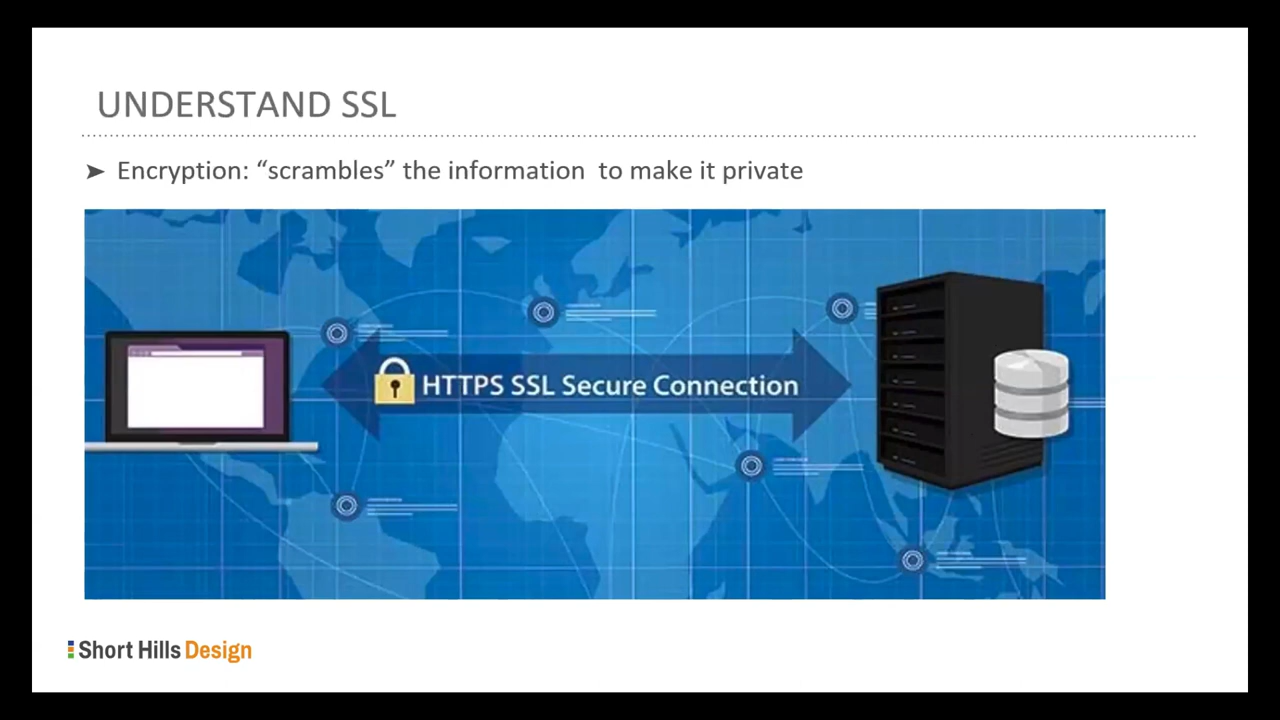 UNDERSTAND SSL
➤ Encryption: “scrambles” the information  to make it private
HTTPS SSL Secure Connection
Short Hills Design